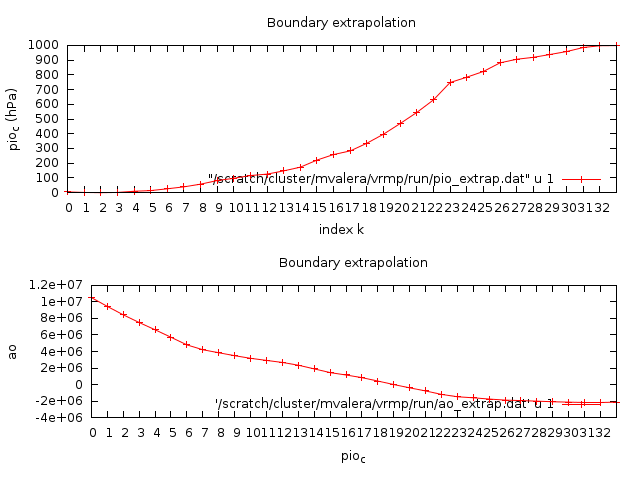 Boundary extrapolation
1000
900
800
700
600
500
400
300
200
100
0
pio_c (hPa)
"/scratch/cluster/mvalera/vrmp/run/pio_extrap.dat" u 1
0 1 2 3 4 5 6 7 8 9 10 11 12 13 14 15 16 17 18 19 20 21 22 23 24 25 26 27 28 29 30 31 32
index k
Boundary extrapolation
1.2e+07
1e+07
8e+06
6e+06
4e+06
2e+06
0
-2e+06
-4e+06
ao
'/scratch/cluster/mvalera/vrmp/run/ao_extrap.dat' u 1
0 1 2 3 4 5 6 7 8 9 10 11 12 13 14 15 16 17 18 19 20 21 22 23 24 25 26 27 28 29 30 31 32
pio_c